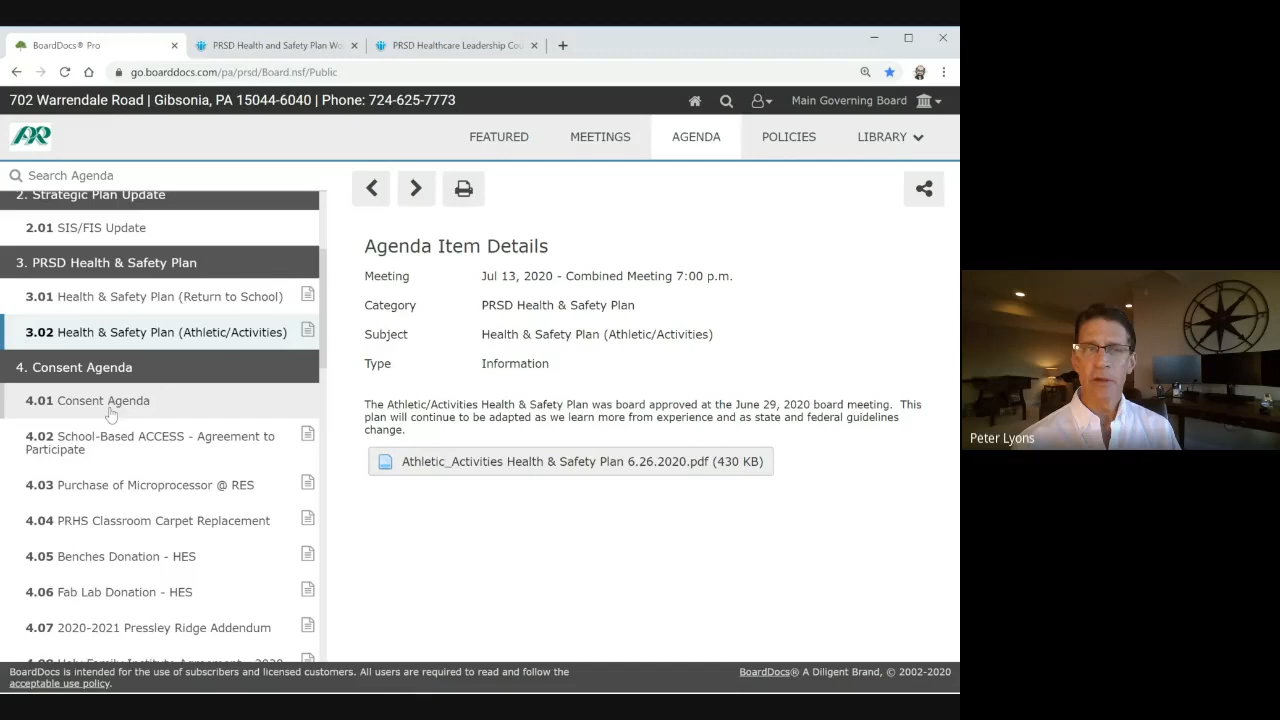 BoardDocs® Pro
PRSD Health and Safety Plan Wo
PRSD Healthcare Leadership Cou
go.boarddocs.com/pa/prsd/Board.nsf/Public
702 Warrendale Road | Gibsonia, PA 15044-6040 | Phone: 724-625-7773
Main Governing Board
FEATURED
MEETINGS
AGENDA
POLICIES
LIBRARY
Search Agenda
2. Strategic Plan Update
2.01 SIS/FIS Update
3. PRSD Health & Safety Plan
3.01 Health & Safety Plan (Return to School)
3.02 Health & Safety Plan (Athletic/Activities)
4. Consent Agenda
4.01 Consent Agenda
4.02 School-Based ACCESS - Agreement to
Participate
4.03 Purchase of Microprocessor @ RES
4.04 PRHS Classroom Carpet Replacement
4.05 Benches Donation - HES
4.06 Fab Lab Donation - HES
4.07 2020-2021 Pressley Ridge Addendum
Agenda Item Details
Meeting Jul 13, 2020 - Combined Meeting 7:00 p.m.
Category PRSD Health & Safety Plan
Subject Health & Safety Plan (Athletic/Activities)
Type Information
The Athletic/Activities Health & Safety Plan was board approved at the June 29, 2020 board meeting. This
plan will continue to be adapted as we learn more from experience and as state and federal guidelines
change.
Athletic_Activities Health & Safety Plan 6.26.2020.pdf (430 KB)
Peter Lyons
BoardDocs is intended for the use of subscribers and licensed customers. All users are required to read and follow the
acceptable use policy.
BoardDocs® A Diligent Brand, © 2002-2020